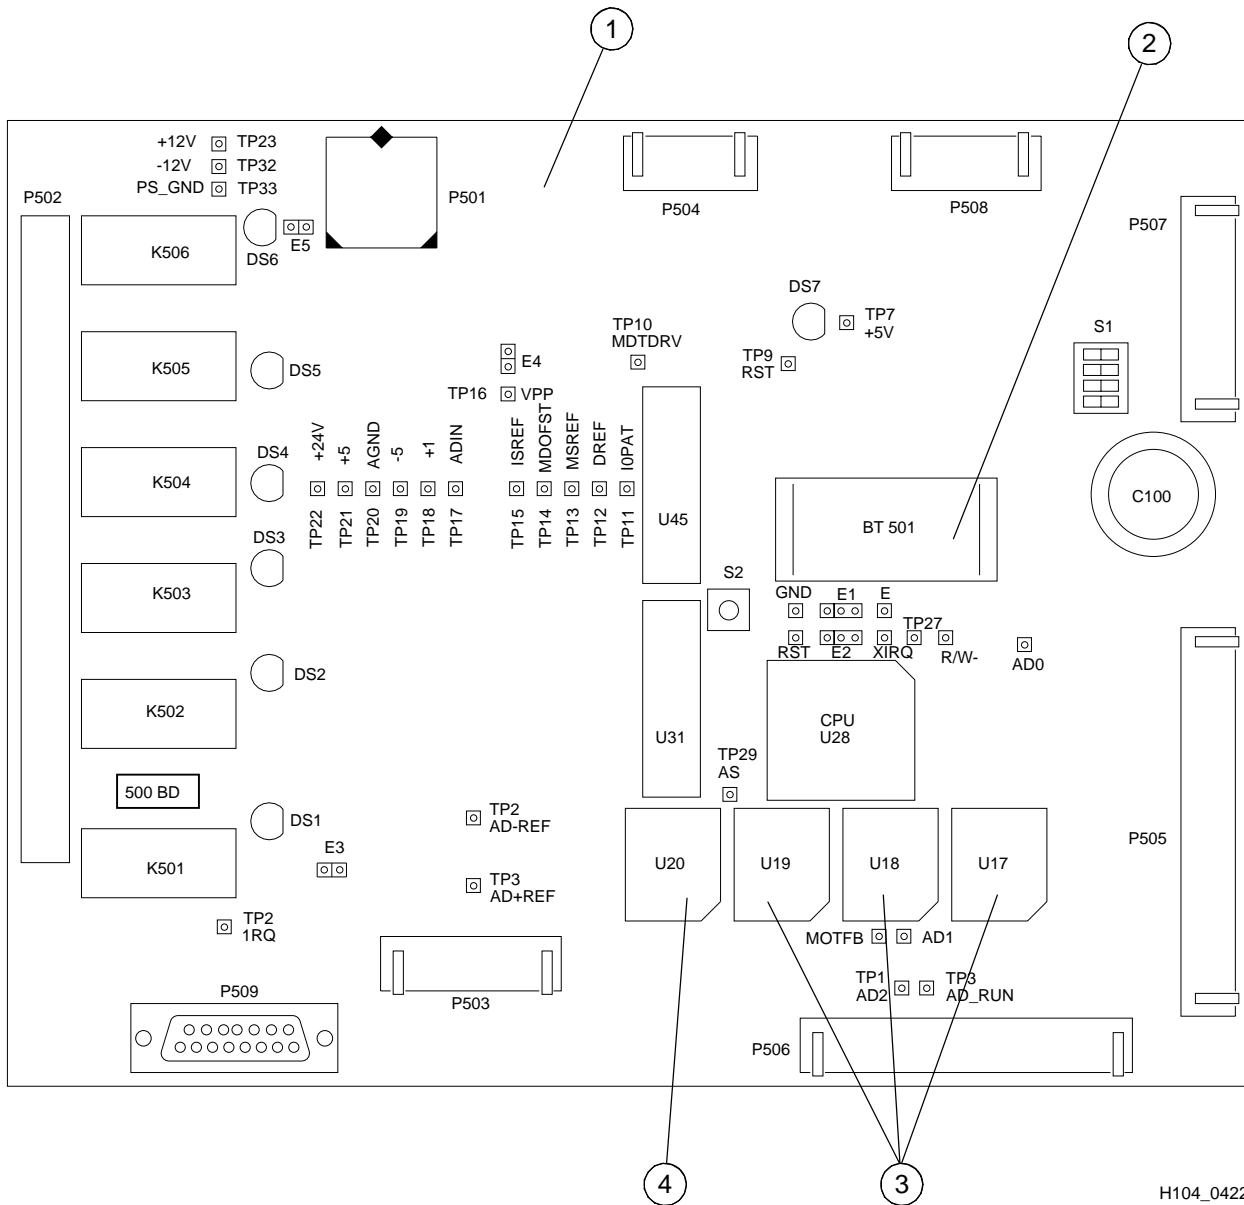 1
2
+12V TP23
-12V TP32
PS_GND TP33
P502
P501
P504
P508
P507
K506
DS6
E5
DS7
TP7
+5V
TP10
MDTDRV
TP9
RST
S1
K505
DS5
E4
TP16 VPP
K504
DS4
+24V
+5
AGND
-5
+1
ADIN
ISREF
MDOFST
MSREF
DREF
I0PAT
TP22
TP21
TP20
TP19
TP18
TP17
TP15
TP14
TP13
TP12
TP11
U45
BT 501
C100
K503
DS3
S2
GND E1 E
TP27
RST E2 XIRQ R/W-
AD0
K502
DS2
U31
CPU
U28
TP29
AS
500 BD
K501
DS1
E3
TP2
AD-REF
TP3
AD+REF
U20
U19
U18
U17
P505
TP2
1RQ
MOTFB AD1
TP1
AD2
TP3
AD_RUN
P509
P503
P506
4
3
H104_0422